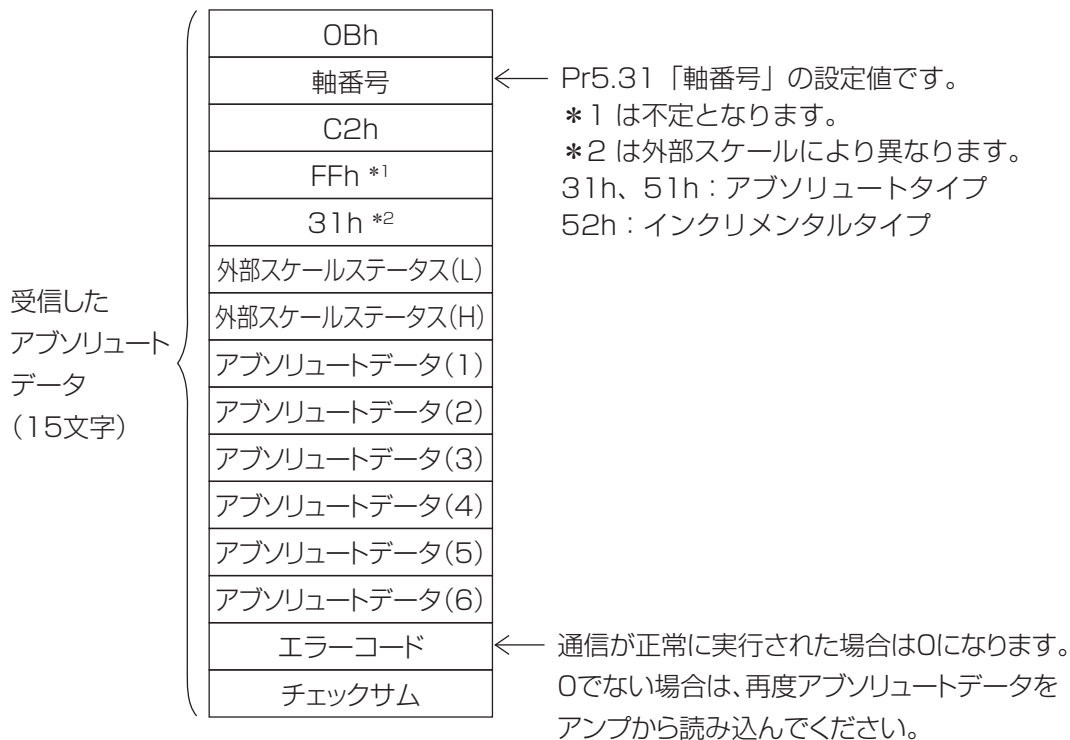 0Bh
軸番号
C2h
FFh *1
31h *2
外部スケールステータス(L)
外部スケールステータス(H)
アブソリュートデータ(1)
アブソリュートデータ(2)
アブソリュートデータ(3)
アブソリュートデータ(4)
アブソリュートデータ(5)
アブソリュートデータ(6)
エラーコード
チェックサム
受信した
アブソリュート
データ
（15文字）
Pr5.31「軸番号」の設定値です。
＊1 は不定となります。
＊2 は外部スケールにより異なります。
31h、51h：アブソリュートタイプ
52h：インクリメンタルタイプ
通信が正常に実行された場合は0になります。
0でない場合は、再度アブソリュートデータを
アンプから読み込んでください。